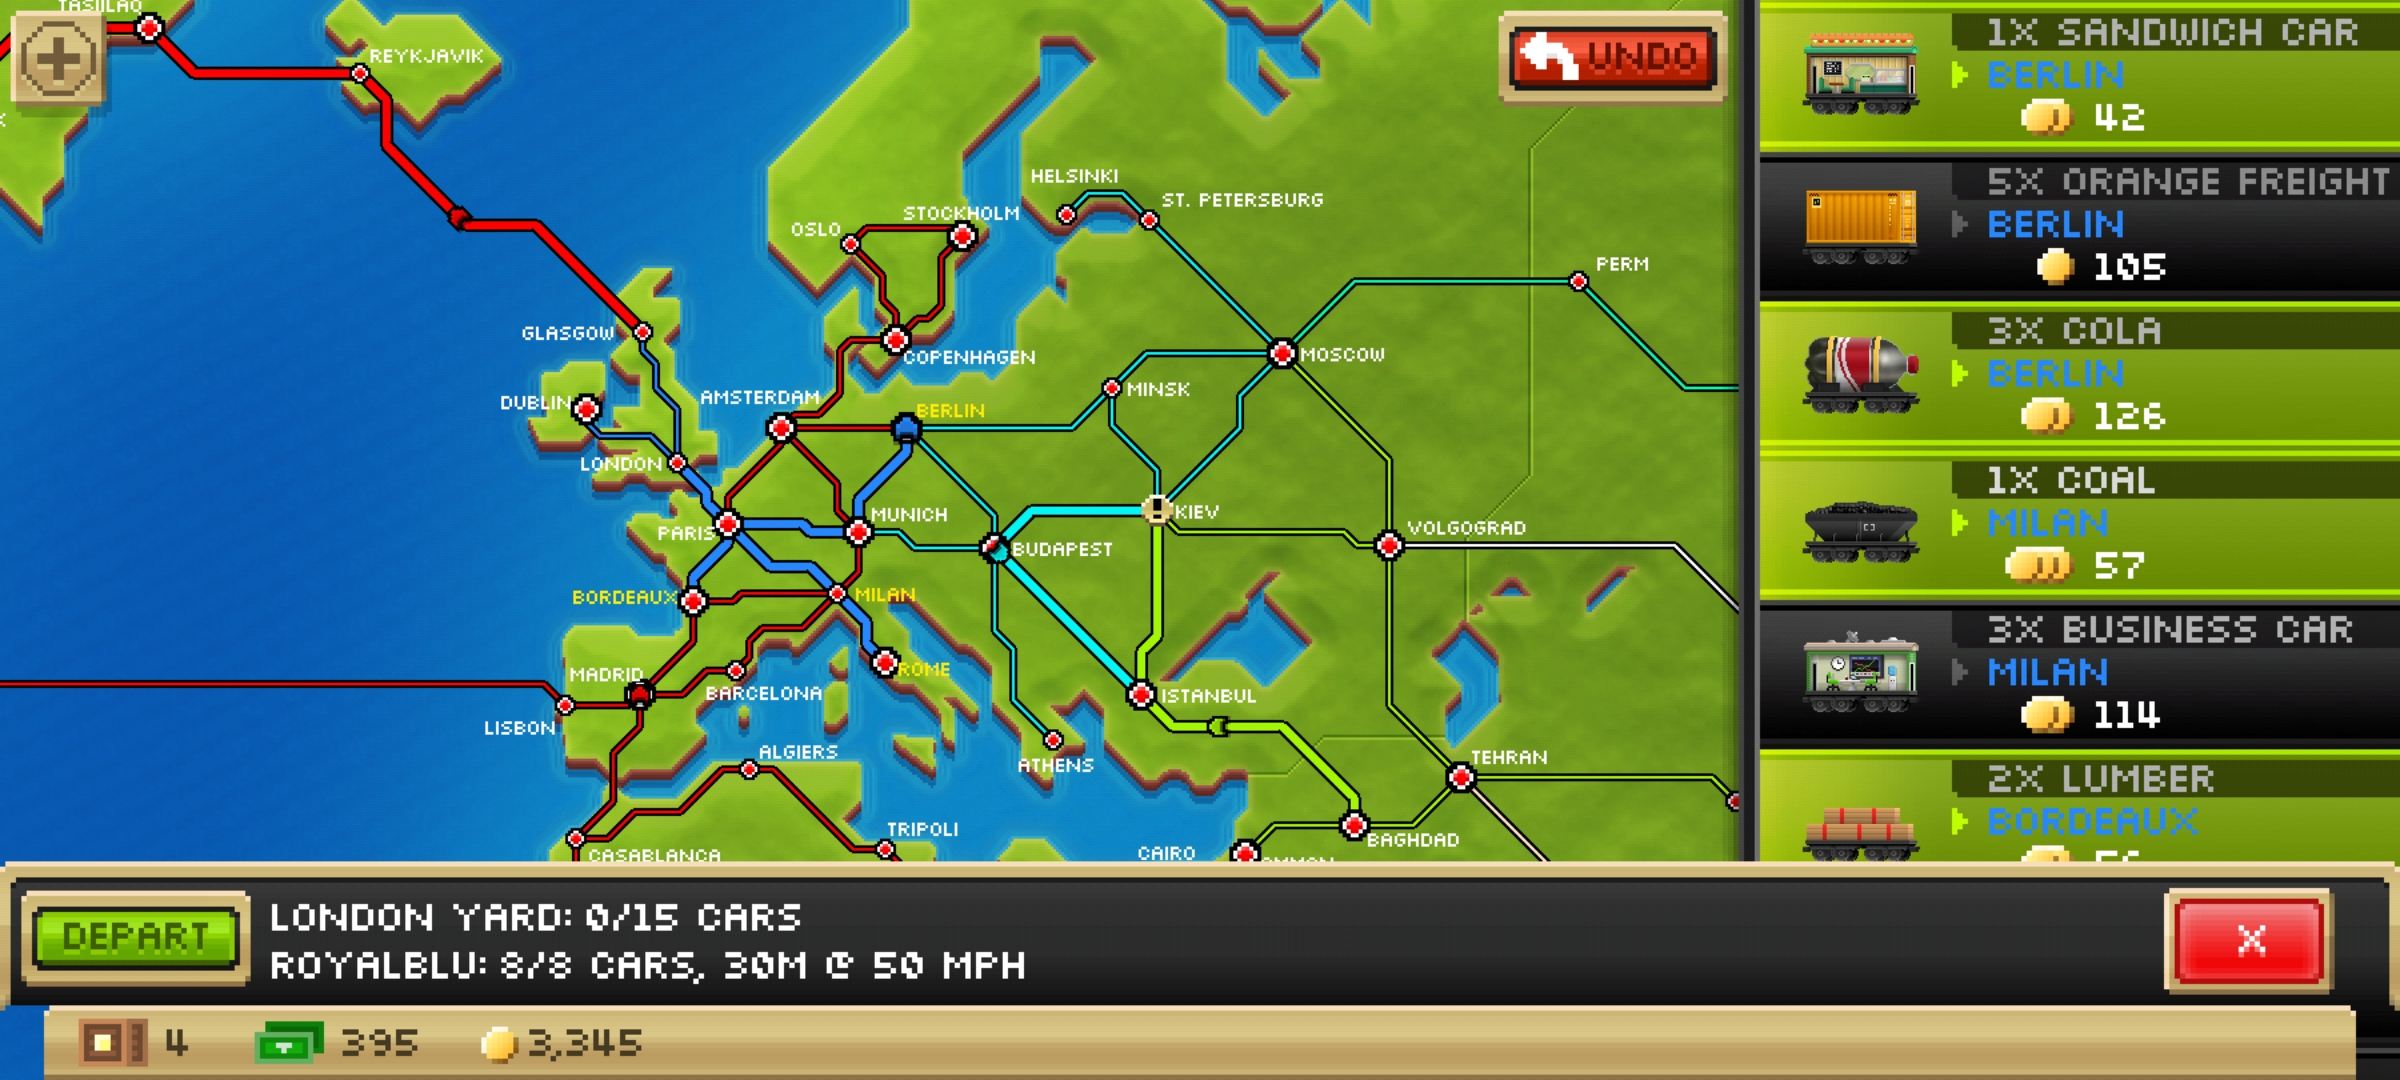 TASIILAQ
REYKJAVIK
UNDO
HELSINKI
ST. PETERSBURG
STOCKHOLM
OSLO
PERM
GLASGOW
COPENHAGEN
MOSCOW
DUBLIN
AMSTERDAM
BERLIN
MINSK
LONDON
PARIS
MUNICH
KIEV
VOLGOGRAD
BUDAPEST
BORDEAUX
MILAN
MADRID
ROME
BARCELONA
ISTANBUL
LISBON
ALGIERS
ATHENS
TEHRAN
TRIPOLI
CASABLANCA
CAIRO
BAGHDAD
1X SANDWICH CAR
BERLIN
42
5X ORANGE FREIGHT
BERLIN
105
3X COLA
BERLIN
126
1X COAL
MILAN
57
3X BUSINESS CAR
MILAN
114
2X LUMBER
BORDEAUX
DEPART
LONDON YARD: 0/15 CARS
ROYALBLU: 8/8 CARS, 30M @ 50 MPH
X
4
395
3,345